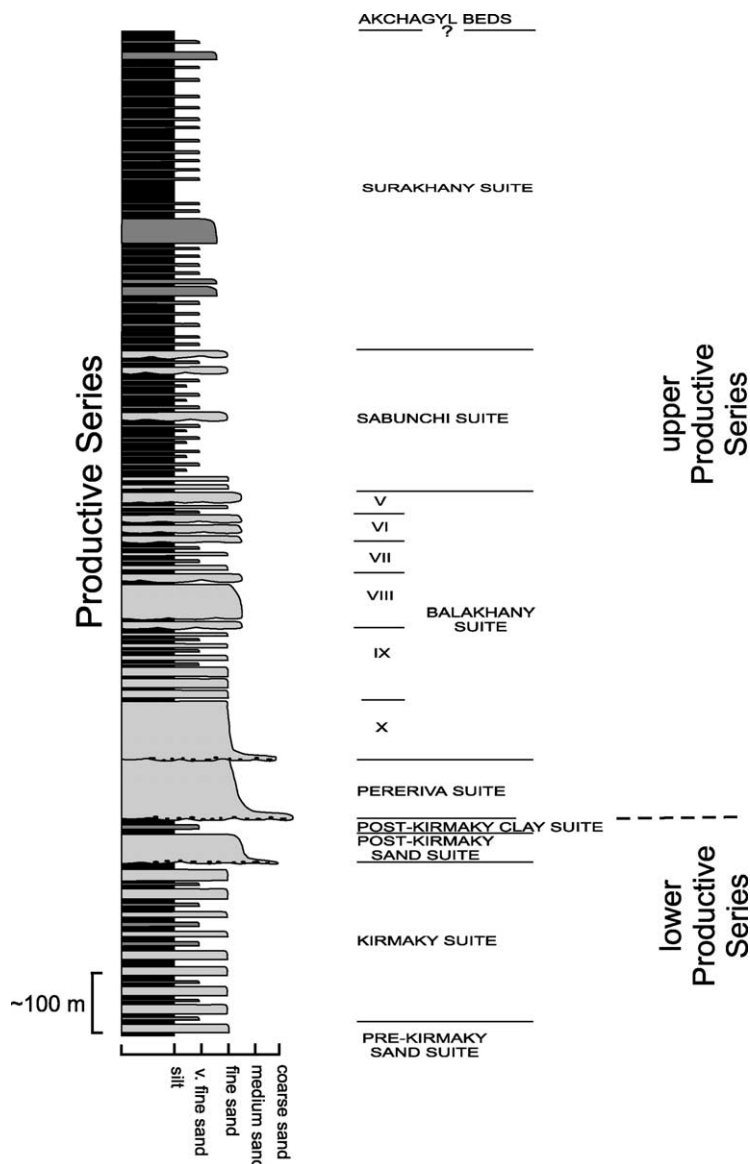 AKCHAGYL BEDS
?
SURAKHANY SUITE
SABUNCHI SUITE
V
VI
VII
VIII
BALAKHANY
SUITE
IX
X
PERERIVA SUITE
POST-KIRMAKY CLAY SUITE
POST-KIRMAKY
SAND SUITE
KIRMAKY SUITE
PRE-KIRMAKY
SAND SUITE
Productive Series
upper
Productive
Series
lower
Productive
Series
~100 m
silt
v. fine sand
fine sand
medium sand
coarse sand